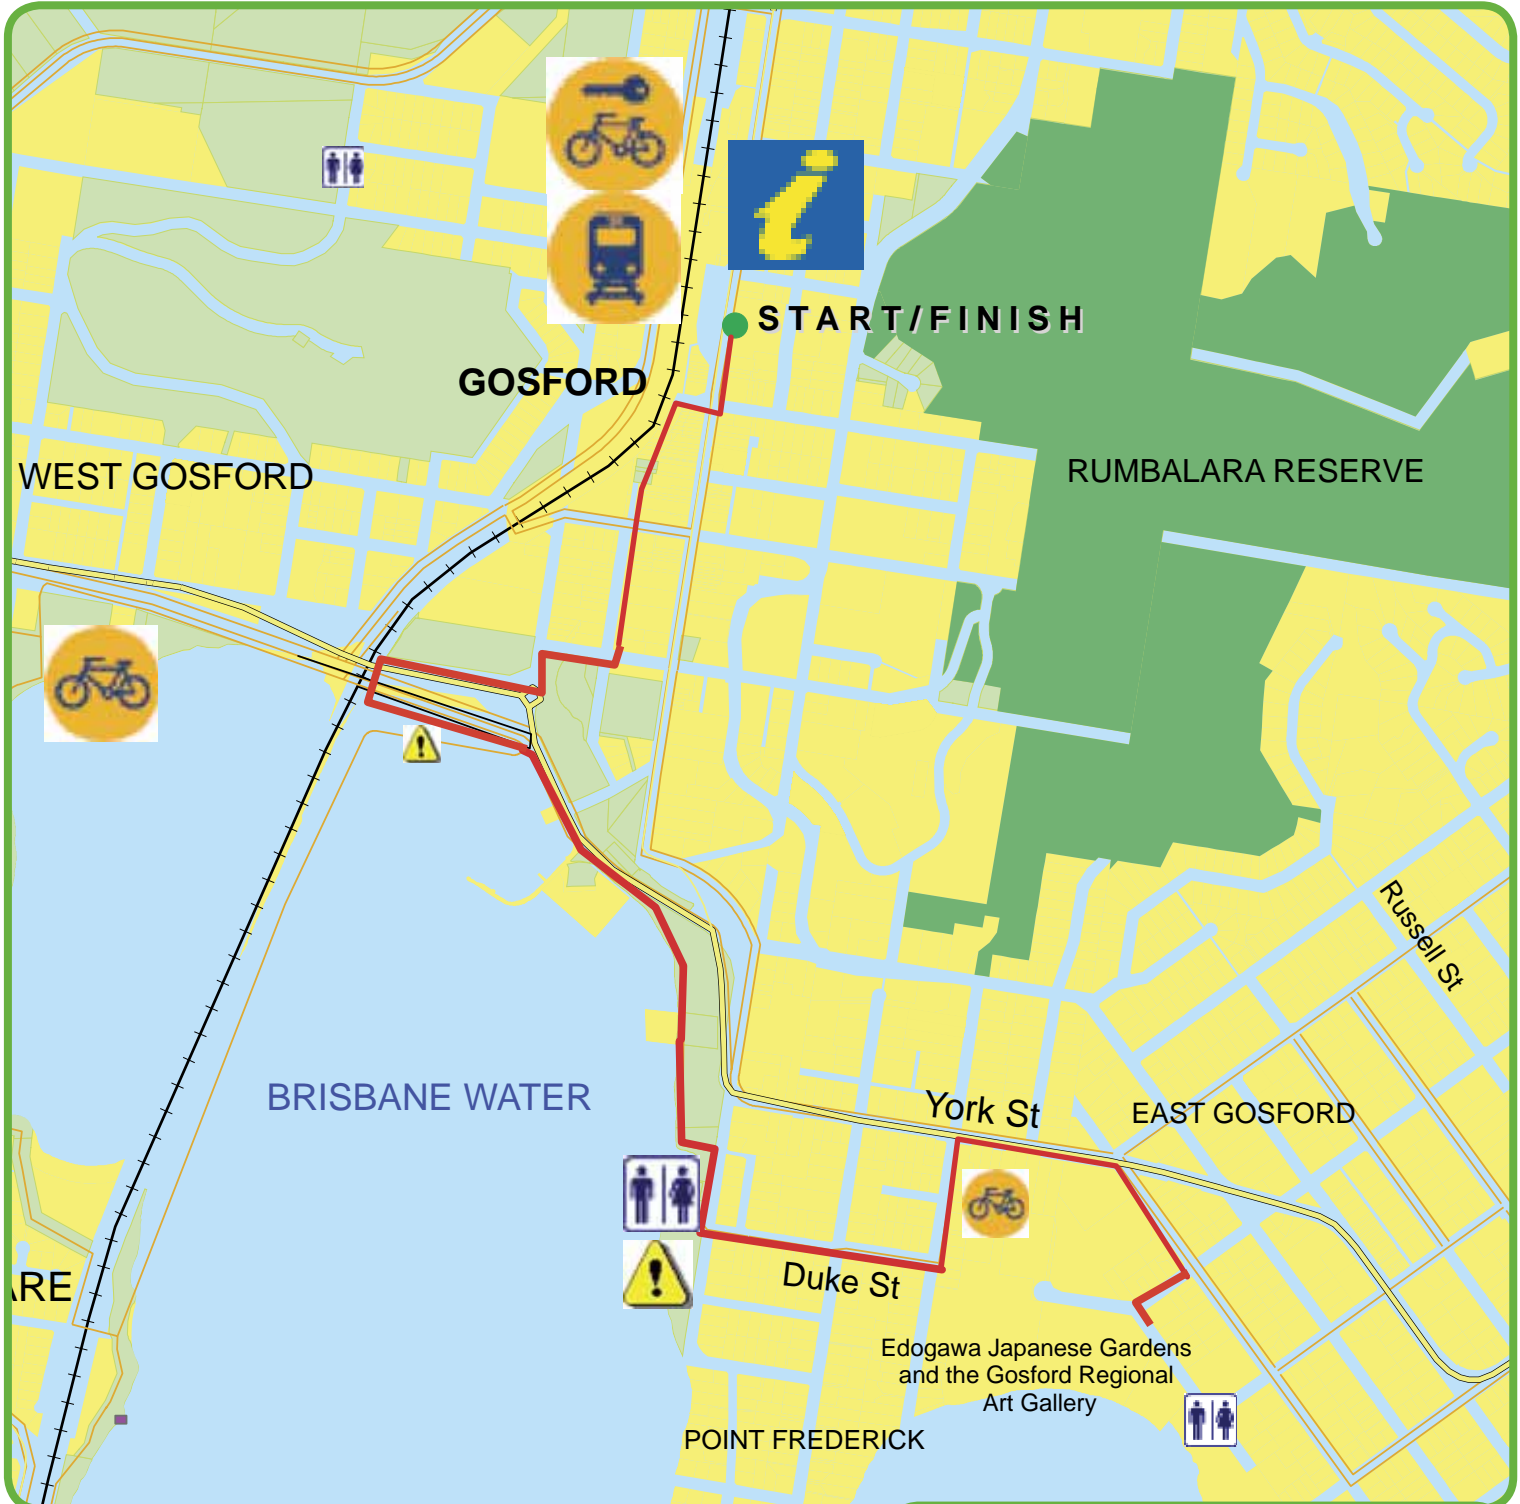 START/FINISH
GOSFORD
WEST GOSFORD
RUMBALARA RESERVE
Russell St
BRISBANE WATER
York St
EAST GOSFORD
ARE
Duke St
Edogawa Japanese Gardens
and the Gosford Regional
Art Gallery
POINT FREDERICK